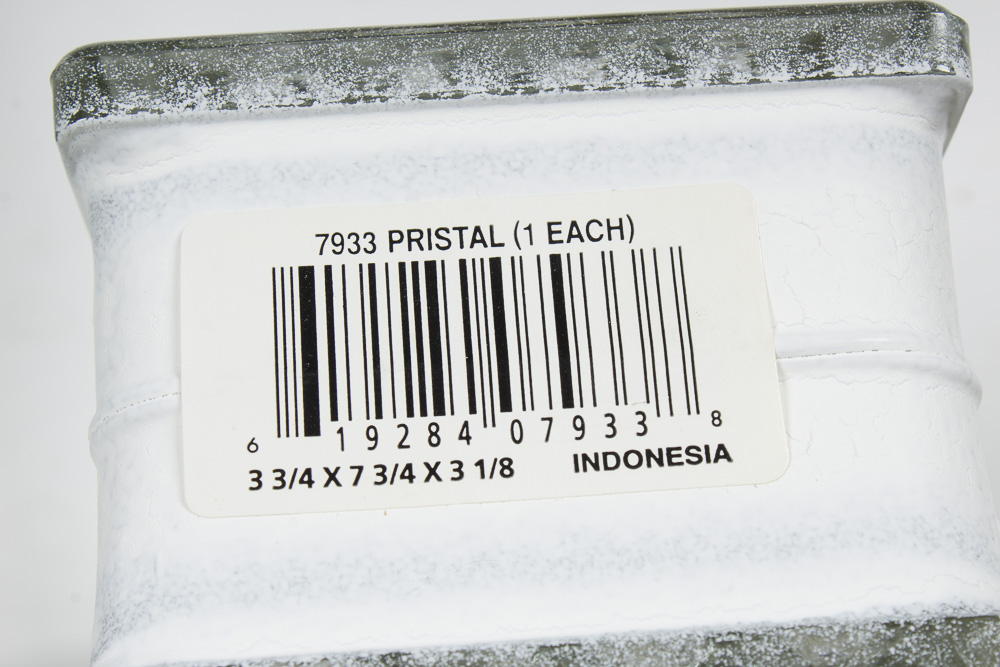 7933 PRISTAL (1 EACH)
6 19284 07933 8
3 3/4 X 7 3/4 X 3 1/8 INDONESIA